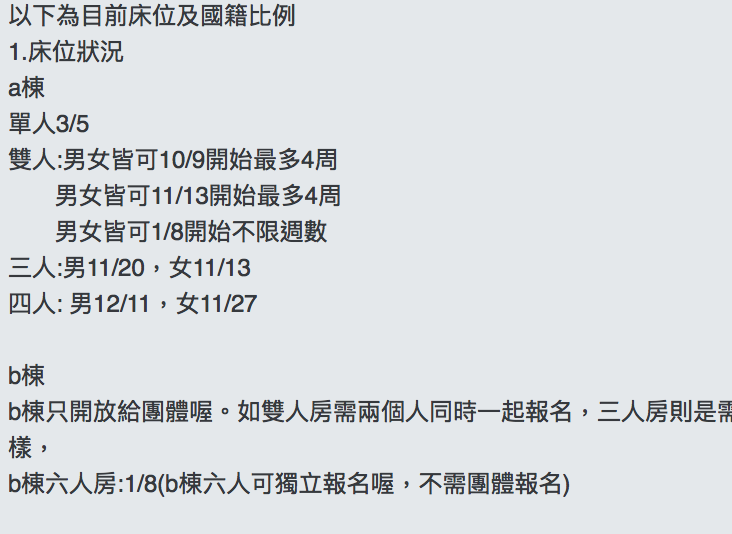 以下為目前床位及國籍比例
1.床位狀況
a棟
單人3/5
雙人:男女皆可10/9開始最多4周
男女皆可11/13開始最多4周
男女皆可1/8開始不限週數
三人:男11/20，女11/13
四人: 男12/11，女11/27
b棟
b棟只開放給團體喔。如雙人房需兩個人同時一起報名，三人房則是
樣，
b棟六人房:1/8(b棟六人可獨立報名喔，不需團體報名)